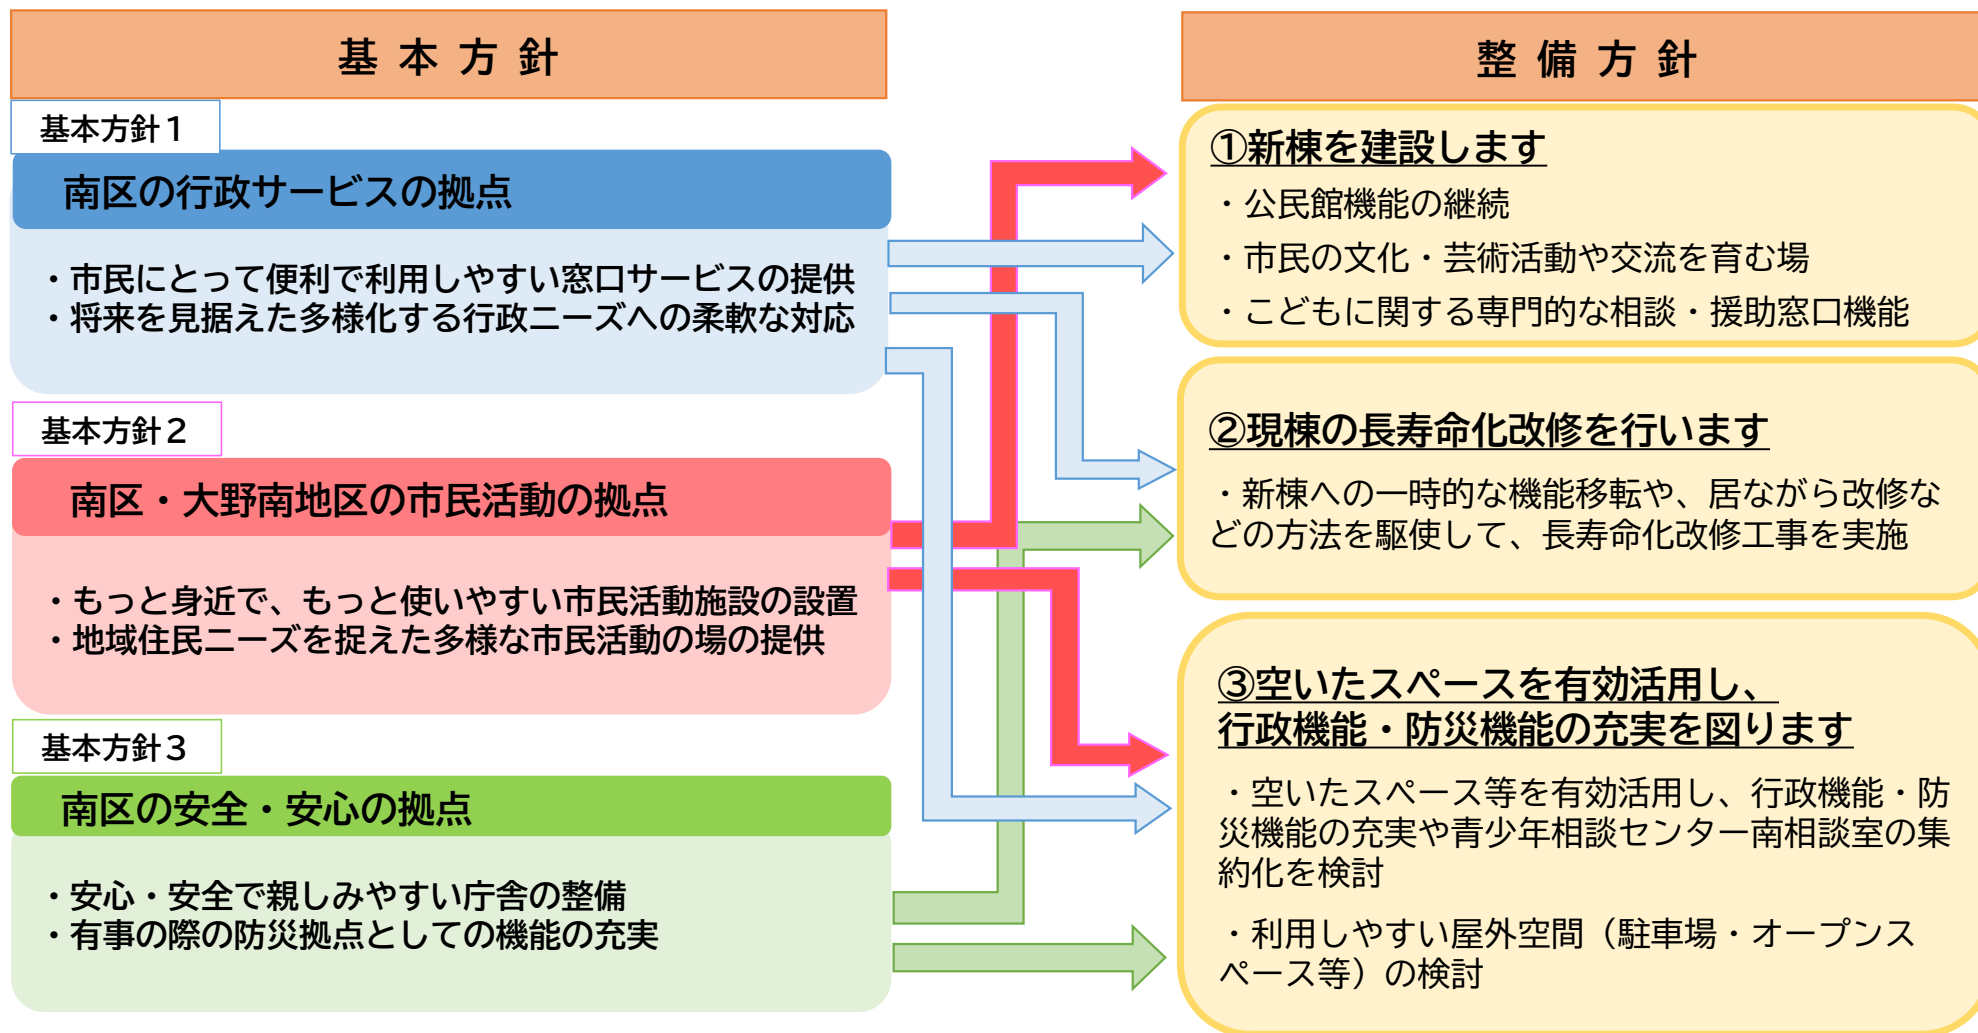 基本方針
基本方針１
南区の行政サービスの拠点
・市民にとって便利で利用しやすい窓口サービスの提供
・将来を見据えた多様化する行政ニーズへの柔軟な対応
基本方針２
南区・大野南地区の市民活動の拠点
・もっと身近で、もっと使いやすい市民活動施設の設置
・地域住民ニーズを捉えた多様な市民活動の場の提供
基本方針３
南区の安全・安心の拠点
・安心・安全で親しみやすい庁舎の整備
・有事の際の防災拠点としての機能の充実
整備方針
①新棟を建設します
・公民館機能の継続
・市民の文化・芸術活動や交流を育む場
・こどもに関する専門的な相談・援助窓口機能
②現棟の長寿命化改修を行います
・新棟への一時的な機能移転や、居ながら改修な
どの方法を駆使して、長寿命化改修工事を実施
③空いたスペースを有効活用し、
行政機能・防災機能の充実を図ります
・空いたスペース等を有効活用し、行政機能・防
災機能の充実や青少年相談センター南相談室の集
約化を検討
・利用しやすい屋外空間（駐車場・オープンス
ペース等）の検討